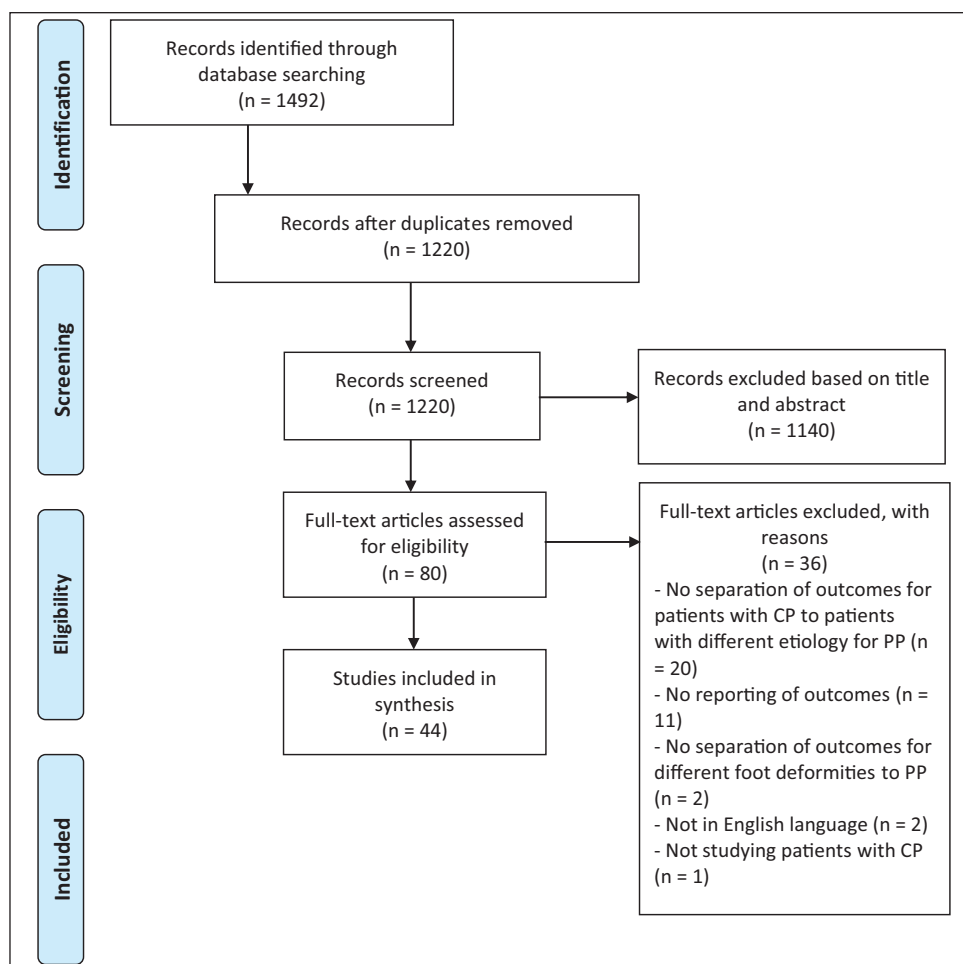 Identification
Records identified through
database searching
(n = 1492)
Records after duplicates removed
(n = 1220)
Screening
Records screened
(n = 1220)
Records excluded based on title
and abstract
(n = 1140)
Eligibility
Full-text articles assessed
for eligibility
(n = 80)
Full-text articles excluded, with
reasons
(n = 36)
- No separation of outcomes for
patients with CP to patients
with different etiology for PP (n
= 20)
- No reporting of outcomes (n =
11)
- No separation of outcomes for
different foot deformities to PP
(n = 2)
- Not in English language (n = 2)
- Not studying patients with CP
(n = 1)
Studies included in
synthesis
(n = 44)
Included